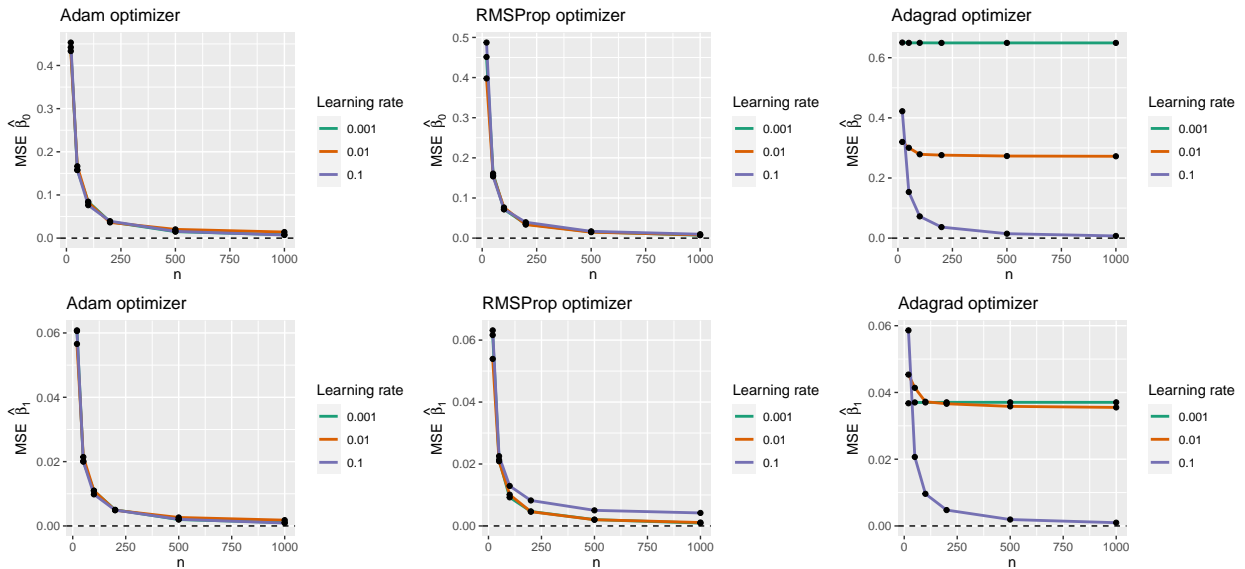 Adam optimizer
MSE β̂₀
0.4
0.3
0.2
0.1
0.0
0 250 500 750 1000
n
Learning rate
0.001
0.01
0.1
RMSProp optimizer
MSE β̂₀
0.5
0.4
0.3
0.2
0.1
0.0
0 250 500 750 1000
n
Learning rate
0.001
0.01
0.1
Adagrad optimizer
MSE β̂₀
0.6
0.4
0.2
0.0
0 250 500 750 1000
n
Learning rate
0.001
0.01
0.1
Adam optimizer
MSE β̂₁
0.06
0.04
0.02
0.00
0 250 500 750 1000
n
Learning rate
0.001
0.01
0.1
RMSProp optimizer
MSE β̂₁
0.06
0.04
0.02
0.00
0 250 500 750 1000
n
Learning rate
0.001
0.01
0.1
Adagrad optimizer
MSE β̂₁
0.06
0.04
0.02
0.00
0 250 500 750 1000
n
Learning rate
0.001
0.01
0.1